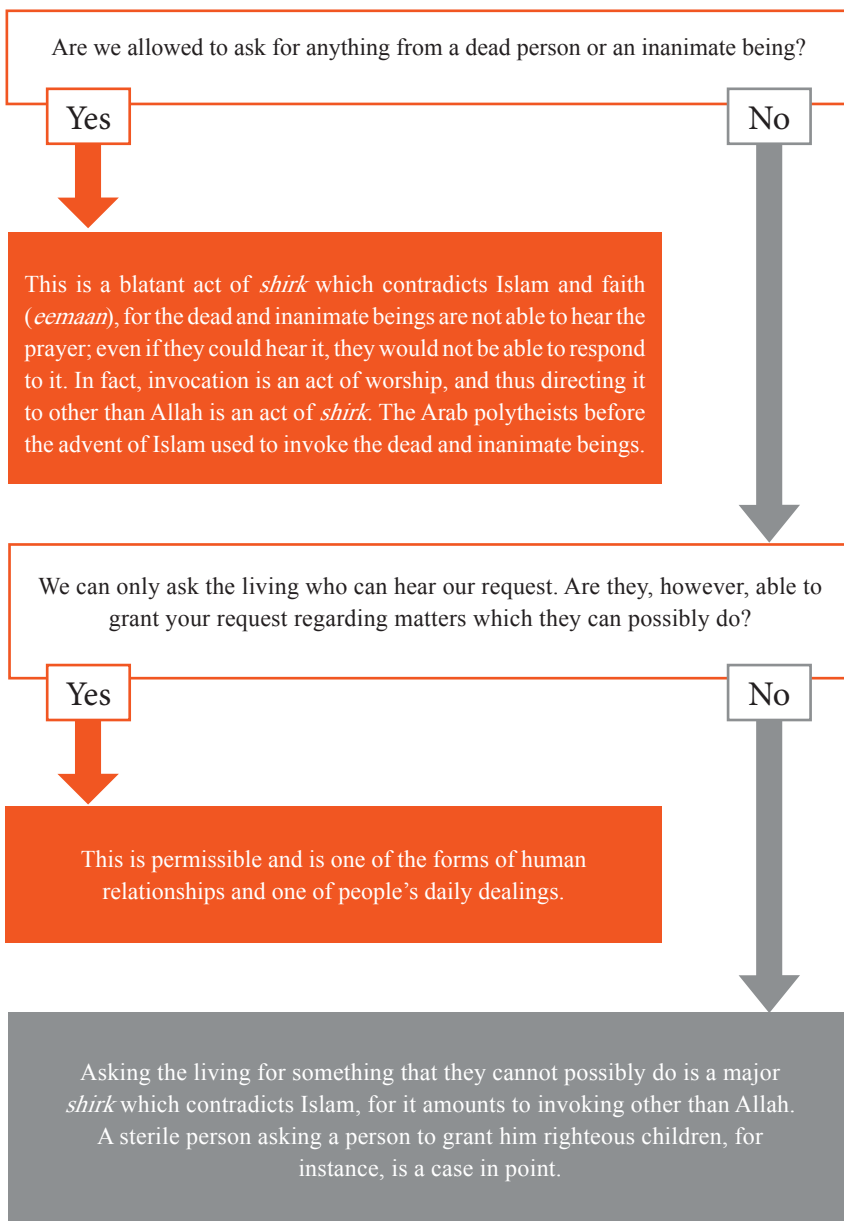 Are we allowed to ask for anything from a dead person or an inanimate being?
Yes
No
This is a blatant act of shirk which contradicts Islam and faith
(eemaan), for the dead and inanimate beings are not able to hear the
prayer; even if they could hear it, they would not be able to respond
to it. In fact, invocation is an act of worship, and thus directing it
to other than Allah is an act of shirk. The Arab polytheists before
the advent of Islam used to invoke the dead and inanimate beings.
We can only ask the living who can hear our request. Are they, however, able to
grant your request regarding matters which they can possibly do?
Yes
No
This is permissible and is one of the forms of human
relationships and one of people’s daily dealings.
Asking the living for something that they cannot possibly do is a major
shirk which contradicts Islam, for it amounts to invoking other than Allah.
A sterile person asking a person to grant him righteous children, for
instance, is a case in point.